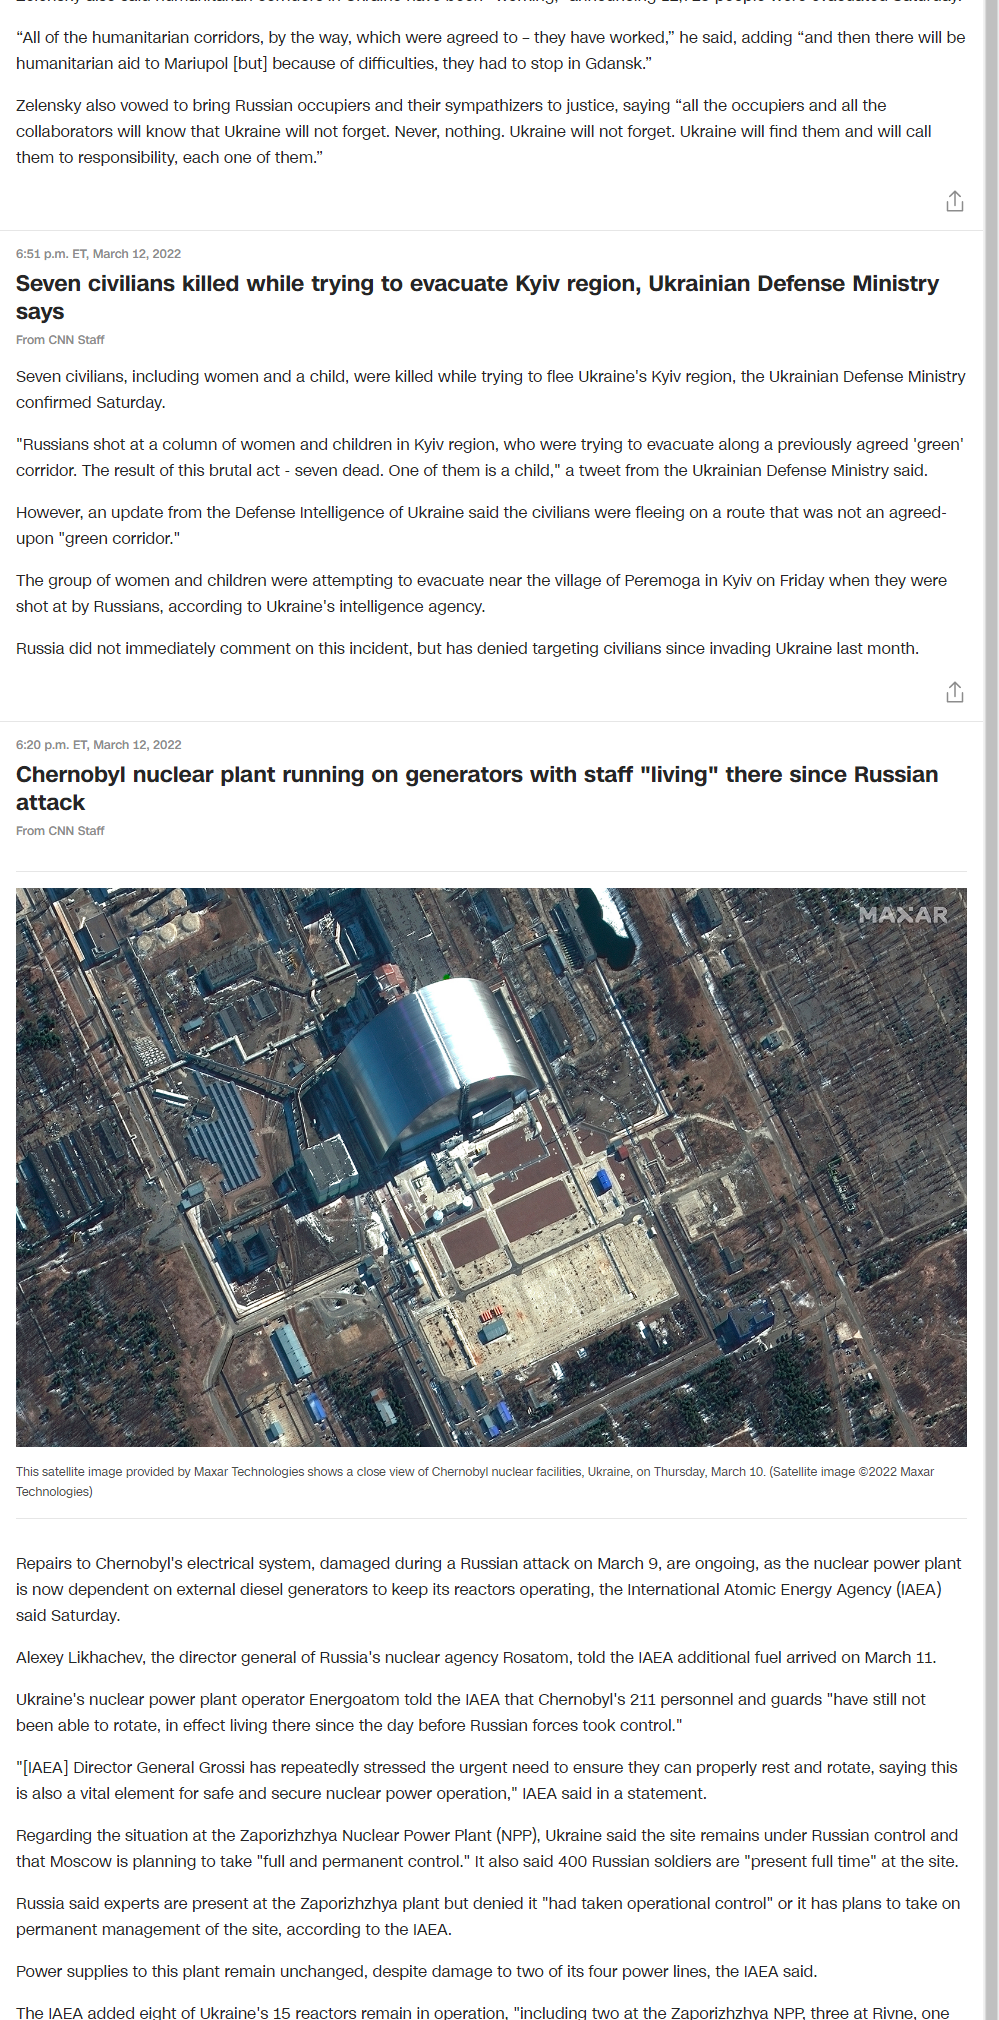 “All of the humanitarian corridors, by the way, which were agreed to – they have worked,” he said, adding “and then there will be
humanitarian aid to Mariupol [but] because of difficulties, they had to stop in Gdansk.”
Zelensky also vowed to bring Russian occupiers and their sympathizers to justice, saying “all the occupiers and all the
collaborators will know that Ukraine will not forget. Never, nothing. Ukraine will not forget. Ukraine will find them and will call
them to responsibility, each one of them.”
6:51 p.m. ET, March 12, 2022
Seven civilians killed while trying to evacuate Kyiv region, Ukrainian Defense Ministry
says
From CNN Staff
Seven civilians, including women and a child, were killed while trying to flee Ukraine's Kyiv region, the Ukrainian Defense Ministry
confirmed Saturday.
"Russians shot at a column of women and children in Kyiv region, who were trying to evacuate along a previously agreed 'green'
corridor. The result of this brutal act - seven dead. One of them is a child," a tweet from the Ukrainian Defense Ministry said.
However, an update from the Defense Intelligence of Ukraine said the civilians were fleeing on a route that was not an agreed-
upon "green corridor."
The group of women and children were attempting to evacuate near the village of Peremoga in Kyiv on Friday when they were
shot at by Russians, according to Ukraine's intelligence agency.
Russia did not immediately comment on this incident, but has denied targeting civilians since invading Ukraine last month.
6:20 p.m. ET, March 12, 2022
Chernobyl nuclear plant running on generators with staff "living" there since Russian
attack
From CNN Staff
MAXAR
This satellite image provided by Maxar Technologies shows a close view of Chernobyl nuclear facilities, Ukraine, on Thursday, March 10. (Satellite image ©2022 Maxar
Technologies)
Repairs to Chernobyl's electrical system, damaged during a Russian attack on March 9, are ongoing, as the nuclear power plant
is now dependent on external diesel generators to keep its reactors operating, the International Atomic Energy Agency (IAEA)
said Saturday.
Alexey Likhachev, the director general of Russia's nuclear agency Rosatom, told the IAEA additional fuel arrived on March 11.
Ukraine's nuclear power plant operator Energoatom told the IAEA that Chernobyl's 211 personnel and guards "have still not
been able to rotate, in effect living there since the day before Russian forces took control."
"[IAEA] Director General Grossi has repeatedly stressed the urgent need to ensure they can properly rest and rotate, saying this
is also a vital element for safe and secure nuclear power operation," IAEA said in a statement.
Regarding the situation at the Zaporizhzhya Nuclear Power Plant (NPP), Ukraine said the site remains under Russian control and
that Moscow is planning to take "full and permanent control." It also said 400 Russian soldiers are "present full time" at the site.
Russia said experts are present at the Zaporizhzhya plant but denied it "had taken operational control" or it has plans to take on
permanent management of the site, according to the IAEA.
Power supplies to this plant remain unchanged, despite damage to two of its four power lines, the IAEA said.
The IAEA added eight of Ukraine's 15 reactors remain in operation, "including two at the Zaporizhzhya NPP, three at Rivne, one